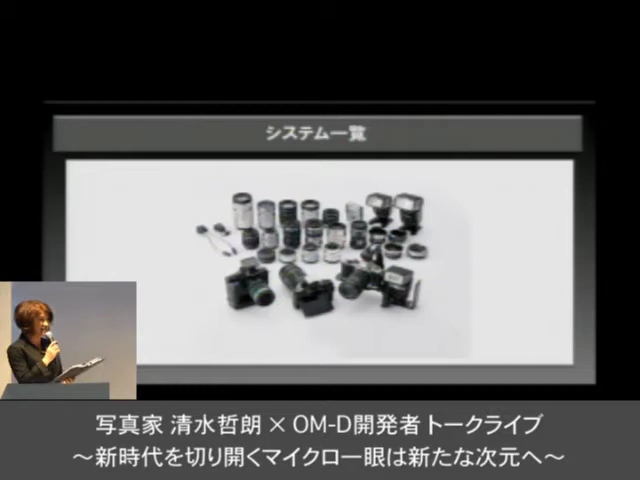 システム一覧
写真家 清水哲朗 × OM-D開発者 トークライブ
～新時代を切り開くマイクロ一眼は新たな次元へ～